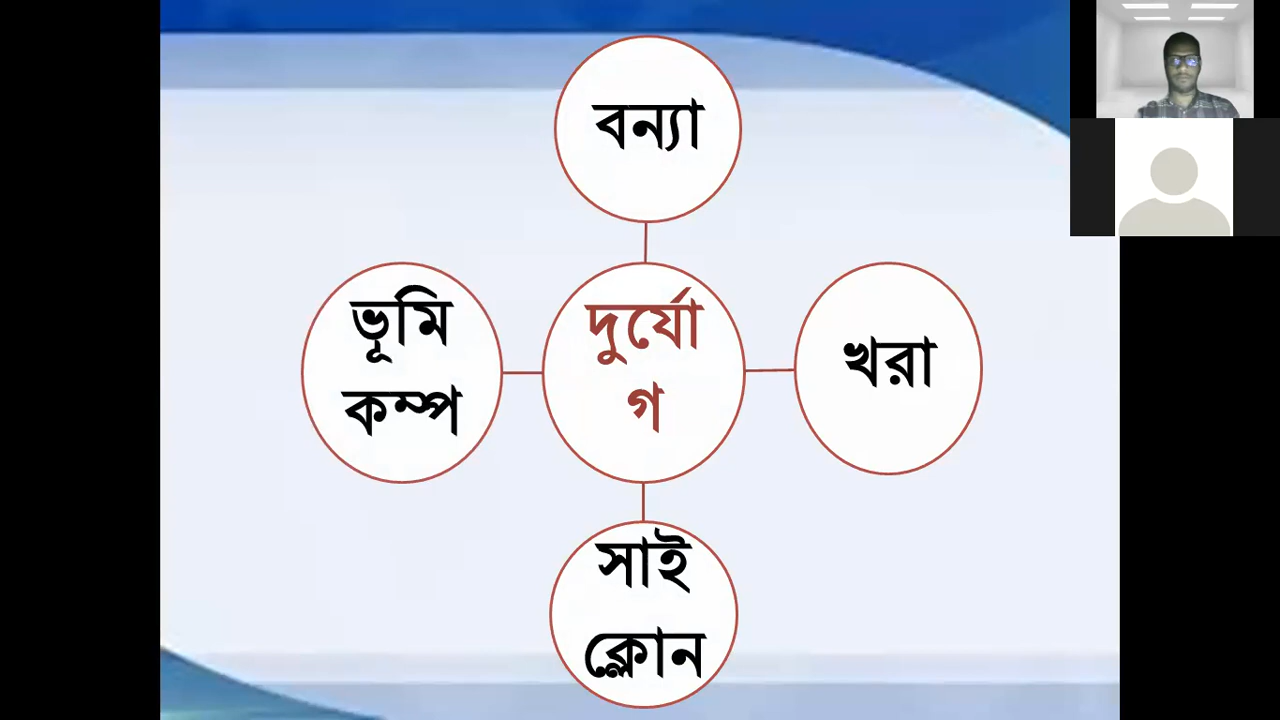 বন্যা
ভূমি
কম্প
দুর্যো
গ
খরা
সাই
ক্লোন